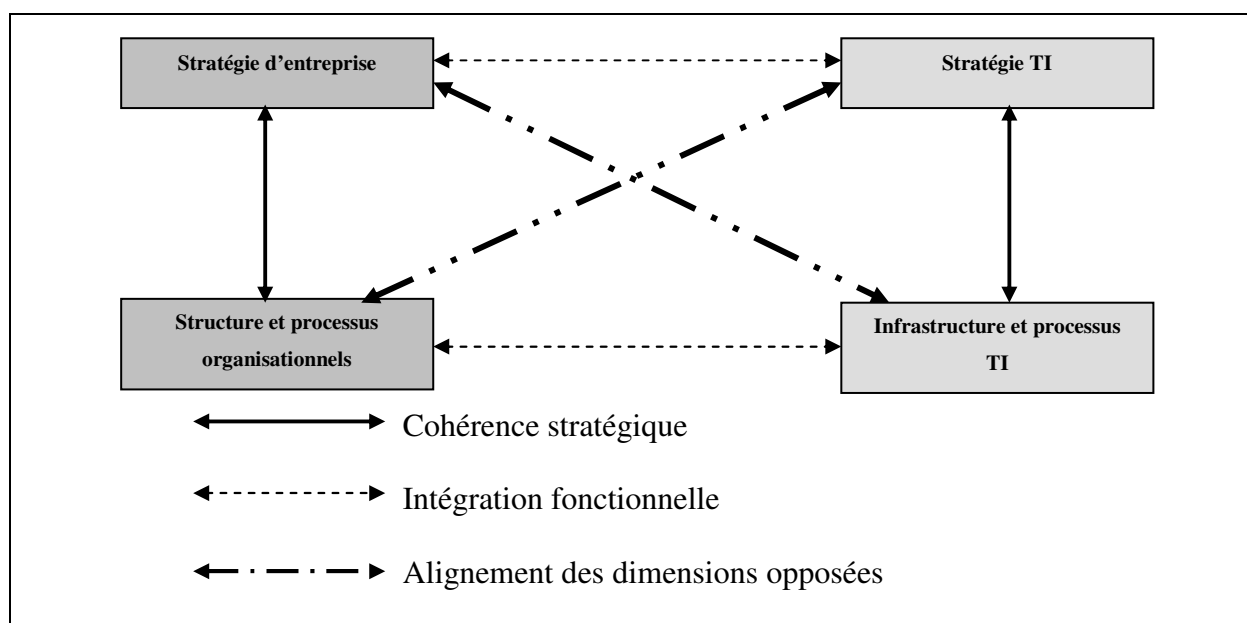 Stratégie d'entreprise
Stratégie TI
Structure et processus
organisationnels
Infrastructure et processus
TI
Cohérence stratégique
Intégration fonctionnelle
Alignement des dimensions opposées